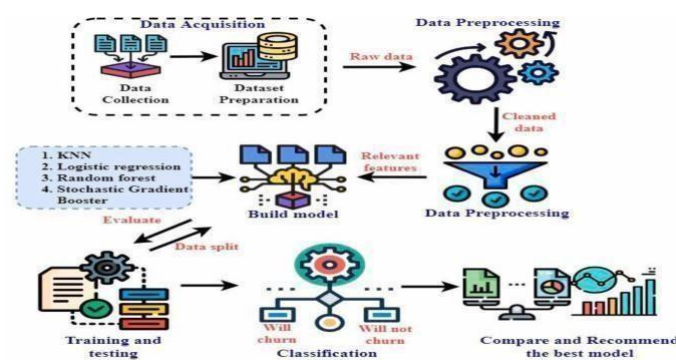 Data Acquisition
Data
Collection
Dataset
Preparation
Raw data
Data Preprocessing
Cleaned
data
1. KNN
2. Logistic regression
3. Random forest
4. Stochastic Gradient
Booster
Build model
Relevant
features
Data Preprocessing
Evaluate
Data split
Training and
testing
Will
churn
Will not
churn
Classification
Compare and Recommend
the best model